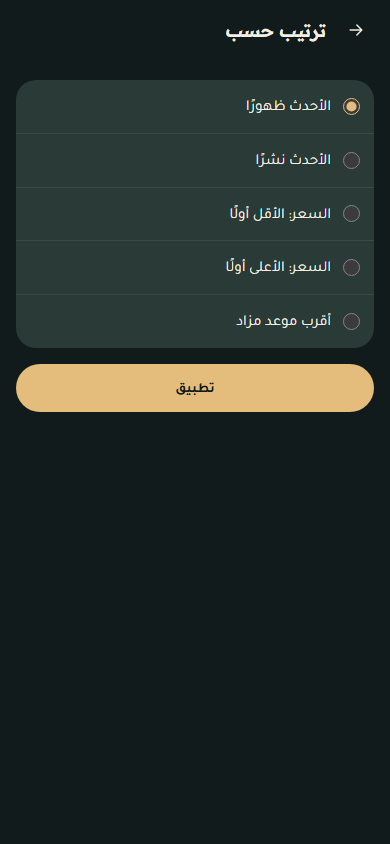 ترتيب حسب
الأحدث ظهورًا
الأحدث نشرًا
السعر: الأقل أولًا
السعر: الأعلى أولًا
أقرب موعد مزاد
تطبيق